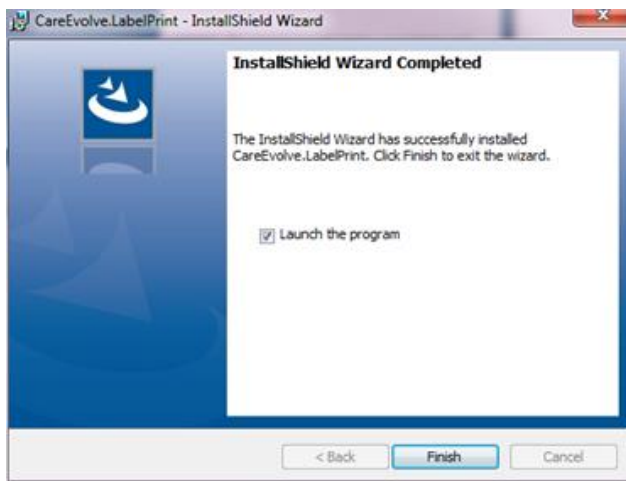 CareEvolve.LabelPrint - InstallShield Wizard
InstallShield Wizard Completed
The InstallShield Wizard has successfully installed
CareEvolve.LabelPrint. Click Finish to exit the wizard.
Launch the program
< Back
Finish
Cancel